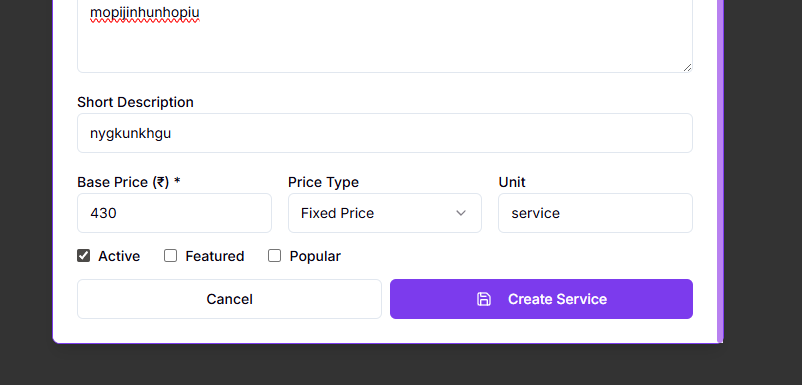 mopijinhunhopiu
Short Description
nygkunkhgu
Base Price (₹) * Price Type Unit
430 Fixed Price service
Active Featured Popular
Cancel Create Service